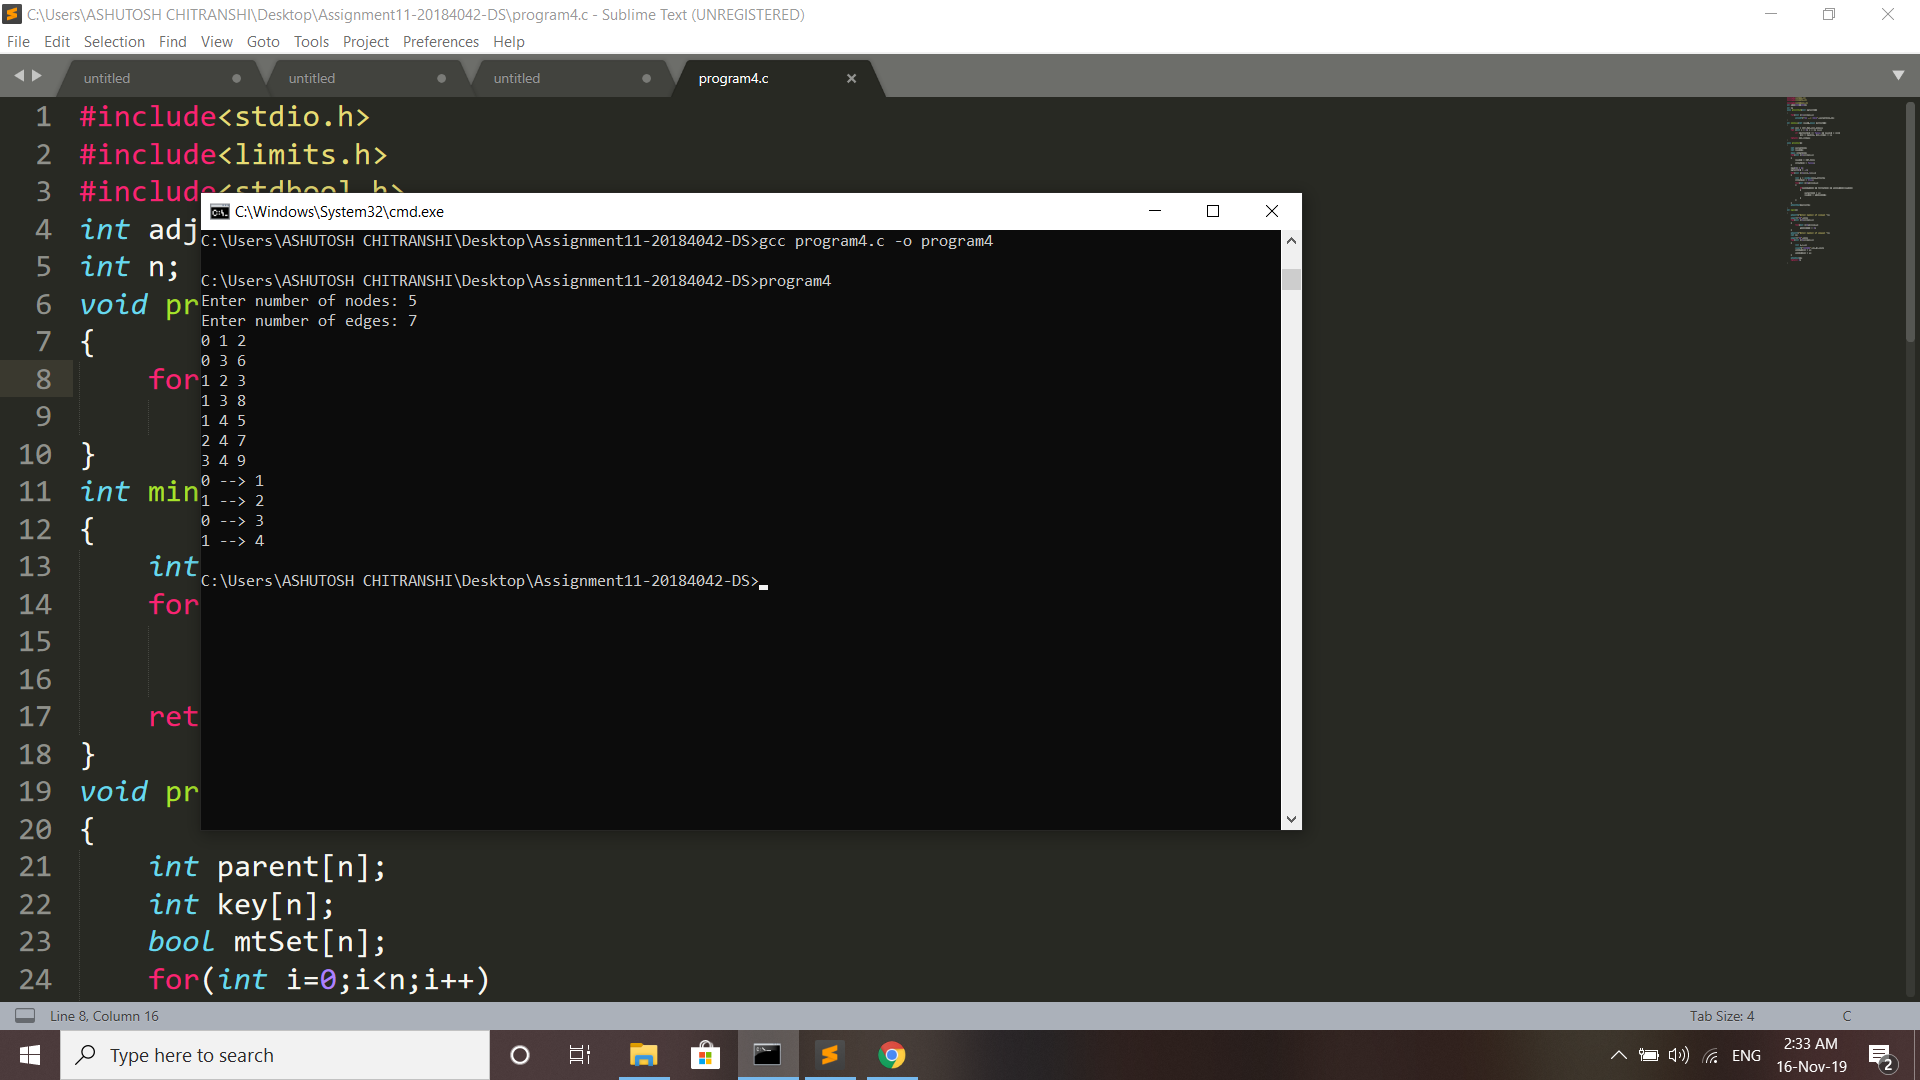 C:\Users\ASHUTOSH CHITRANSHI\Desktop\Assignment11-20184042-DS\program4.c - Sublime Text (UNREGISTERED)
File Edit Selection Find View Goto Tools Project Preferences Help
untitled untitled untitled program4.c
1 #include<stdio.h>
2 #include<limits.h>
3 #include<stdbool.h>
4 int adj
5 int n;
6 void pr
7 {
8 for
9
10 }
11 int min
12 {
13 int
14 for
15
16
17 ret
18 }
19 void pr
20 {
21 int parent[n];
22 int key[n];
23 bool mtSet[n];
24 for(int i=0;i<n;i++)
C:\Windows\System32\cmd.exe
C:\Users\ASHUTOSH CHITRANSHI\Desktop\Assignment11-20184042-DS>gcc program4.c -o program4
C:\Users\ASHUTOSH CHITRANSHI\Desktop\Assignment11-20184042-DS>program4
Enter number of nodes: 5
Enter number of edges: 7
0 1 2
0 3 6
1 2 3
1 3 8
1 4 5
2 4 7
3 4 9
0 --> 1
1 --> 2
0 --> 3
1 --> 4
C:\Users\ASHUTOSH CHITRANSHI\Desktop\Assignment11-20184042-DS>
Line 8, Column 16 Tab Size: 4 C
Type here to search
ENG
2:33 AM
16-Nov-19
2